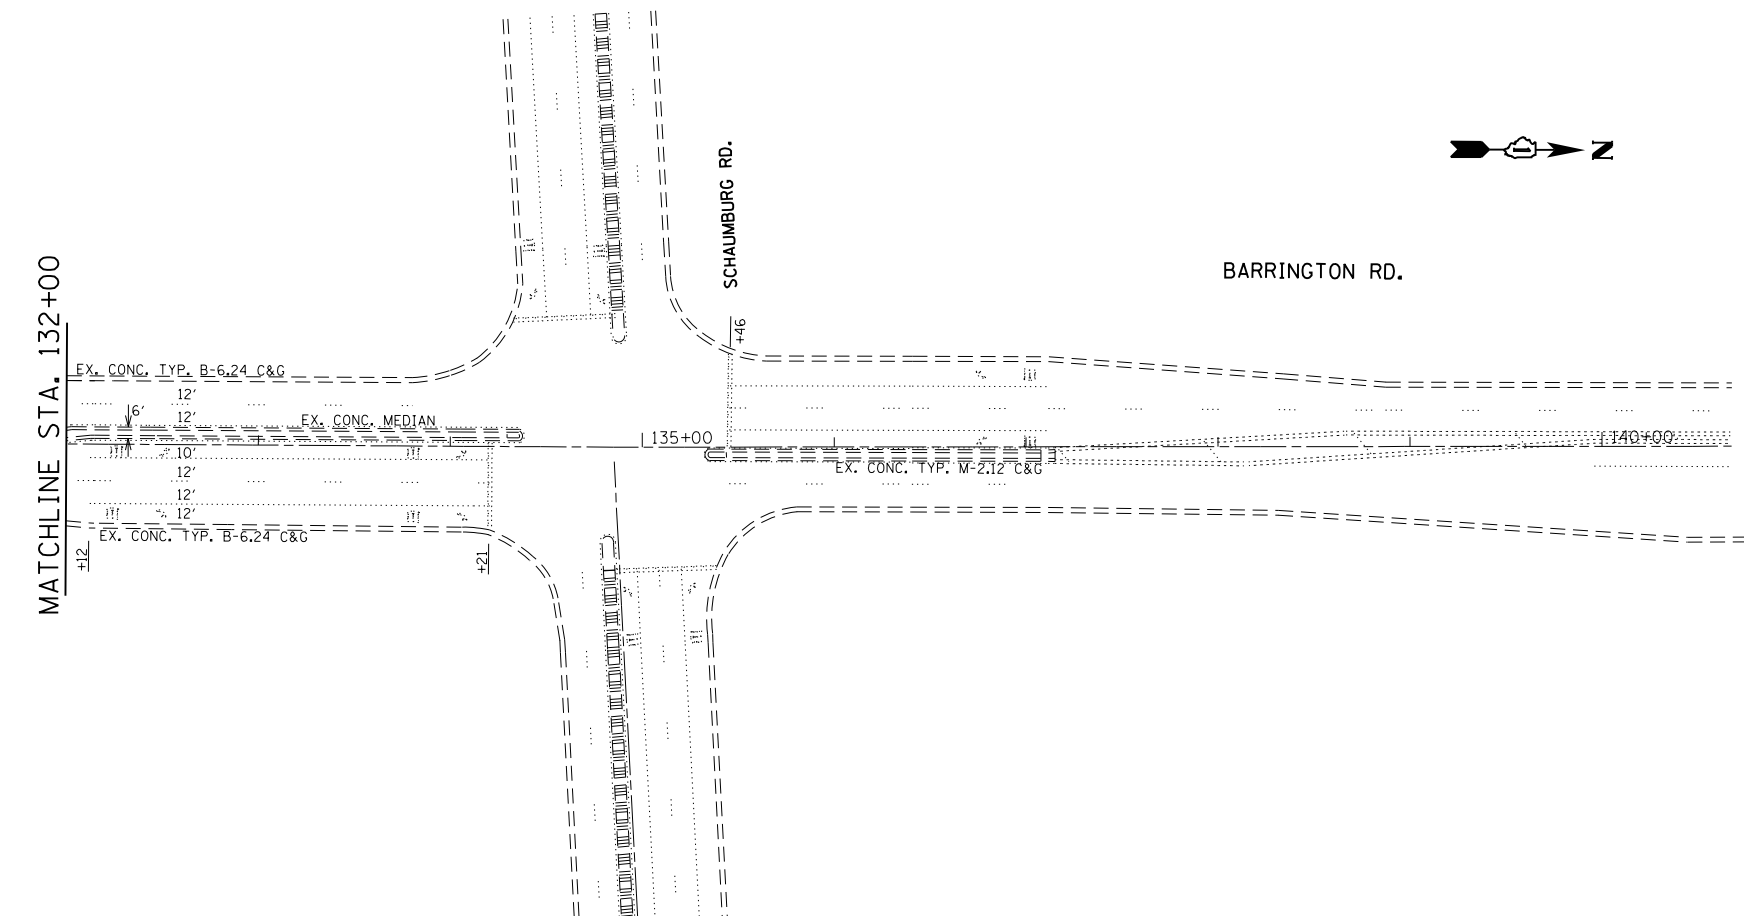 MATCHLINE STA. 132+00
SCHAUMBURG RD.
N
BARRINGTON RD.
+46
EX. CONC. TYP. B-6.24 C&G
12'
6'
12'
EX. CONC. MEDIAN
135+00
140+00
10'
12'
EX. CONC. TYP. M-2.12 C&G
12'
12'
EX. CONC. TYP. B-6.24 C&G
+12
+21